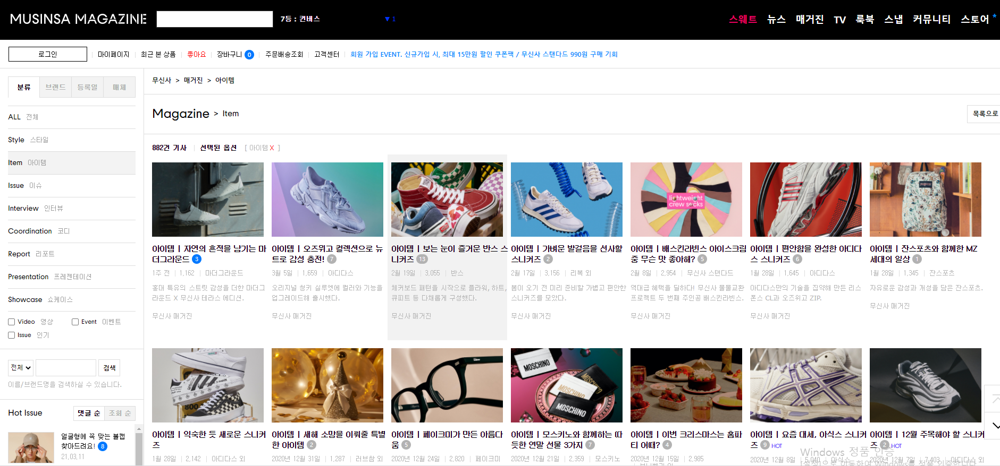 MUSINSA MAGAZINE
7등 : 컨버스 ▼ 1
스웨트 뉴스 매거진 TV 룩북 스냅 커뮤니티 스토어 *
로그인 마이페이지 최근 본 상품 좋아요 장바구니 0 주문배송조회 고객센터 회원 가입 EVENT. 신규가입 시, 최대 15만원 할인 쿠폰팩 / 무신사 스탠다드 990원 구매 기회
분류 브랜드 등록일 매체
ALL 전체
Style 스타일
Item 아이템
Issue 이슈
Interview 인터뷰
Coordination 코디
Report 리포트
Presentation 프레젠테이션
Showcase 쇼케이스
Video 영상 Event 이벤트
Issue 인기
전체 검색
이름/브랜드명을 검색하실 수 있습니다.
Hot Issue 댓글 순 조회 순
얼굴형에 꼭 맞는 볼캡
찾아드려요! 8
21.03.11
무신사 > 매거진 > 아이템
Magazine > Item
목록으로
882건 기사 선택된 옵션 [ 아이템 X ]
lightweight
crew socks
아이템 | 자연의 흔적을 남기는 마
더그라운드 3
1주 전 1,162 마더그라운드
홍대 특유의 스트릿 감성을 더한 마더그
라운드 X 무신사 테라스 에디션.
무신사 매거진
아이템 | 오즈위고 컬렉션으로 뉴
트로 감성 충전! 7
3월 5일 1,659 아디다스
오리지널 청키 실루엣에 컬러와 기능을
업그레이드해 출시했다.
무신사 매거진
아이템 | 보는 눈이 즐거운 반스 스
니커즈 13
2월 19일 3,055 반스
체커보드 패턴을 시작으로 플라워, 하트,
큐피트 등 다채롭게 구성했다.
무신사 매거진
아이템 | 가벼운 발걸음을 선사할
스니커즈 2
2월 17일 3,156 리복 외
봄이 오기 전 미리 준비할 가볍고 편안한
스니커즈를 모았다.
무신사 매거진
아이템 | 배스킨라빈스 아이스크림
중 무슨 맛 좋아해? 5
2월 8일 2,954 무신사 스탠다드
역대급 혜택을 딜하다! 무신사 물물교환
프로젝트 두 번째 주인공 배스킨라빈스.
무신사 매거진
아이템 | 편안함을 완성한 아디다
스 스니커즈 6
1월 28일 1,645 아디다스
아디다스만의 기술을 집약해 만든 리스
폰스 CL과 오즈위고 ZIP.
무신사 매거진
아이템 | 잔스포츠와 함께한 MZ
세대의 일상 1
1월 28일 1,345 잔스포츠
자유로운 감성과 개성을 담은 잔스포츠.
무신사 매거진
MOSCHINO
MOSCHINO
MOSCHINO
아이템 | 익숙한 듯 새로운 스니커
즈
1월 28일 2,142 아디다스 외
아이템 | 새해 소망을 이뤄줄 특별
한 아이템 2
2020년 12월 31일 1,287 러브참 외
아이템 | 페이크미가 만든 아름다
움 5
2020년 12월 24일 2,820 페이크미
아이템 | 모스키노와 함께하는 따
듯한 연말 선물 3가지 7
2020년 12월 21일 2,359 모스키노
아이템 | 이번 크리스마스는 홈파
티 어때? 4
2020년 12월 15일 2,985
아이템 | 요즘 대세, 아식스 스니커
즈 9 HOT
2020년 12월 8일 5,040 아식스
아이템 | 12월 주목해야 할 스니커
즈 2 HOT
2020년 12월 7일 7,403 아디다스 외
Windows 정품 인증
[설정]으로 이동하여 Windows를 정품 인증합니다.